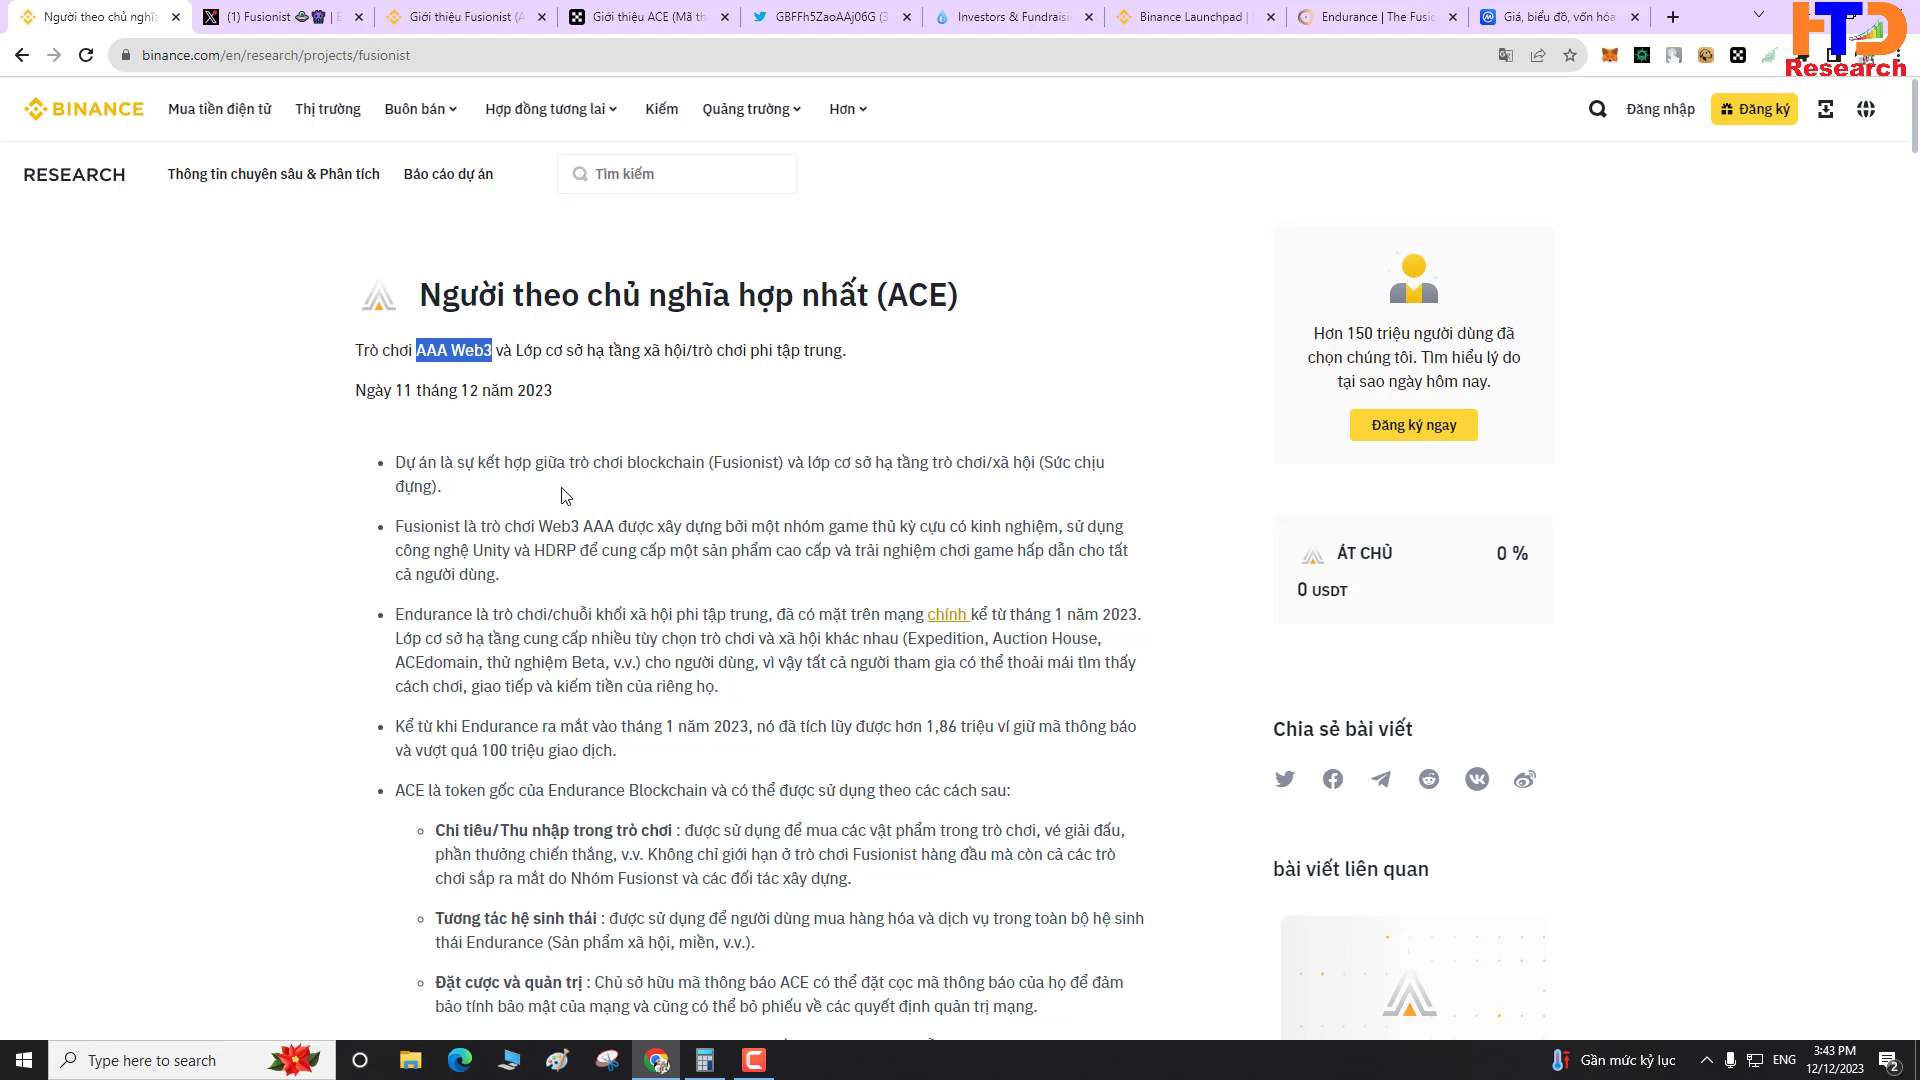 Người theo chủ nghĩa
(1) Fusionist
Giới thiệu Fusionist (A
Giới thiệu ACE (Mã th
GBFFh5ZaoAAj06G (3
Investors & Fundraisi
Binance Launchpad |
Endurance | The Fusic
Giá, biểu đồ, vốn hóa
HTD
Research
binance.com/en/research/projects/fusionist
BINANCE
Mua tiền điện tử
Thị trường
Buôn bán
Hợp đồng tương lai
Kiếm
Quảng trường
Hơn
Đăng nhập
Đăng ký
RESEARCH
Thông tin chuyên sâu & Phân tích
Báo cáo dự án
Tìm kiếm
Người theo chủ nghĩa hợp nhất (ACE)
Trò chơi AAA Web3 và Lớp cơ sở hạ tầng xã hội/trò chơi phi tập trung.
Ngày 11 tháng 12 năm 2023
Dự án là sự kết hợp giữa trò chơi blockchain (Fusionist) và lớp cơ sở hạ tầng trò chơi/xã hội (Sức chịu
đựng).
Fusionist là trò chơi Web3 AAA được xây dựng bởi một nhóm game thủ kỳ cựu có kinh nghiệm, sử dụng
công nghệ Unity và HDRP để cung cấp một sản phẩm cao cấp và trải nghiệm chơi game hấp dẫn cho tất
cả người dùng.
Endurance là trò chơi/chuỗi khối xã hội phi tập trung, đã có mặt trên mạng chính kể từ tháng 1 năm 2023.
Lớp cơ sở hạ tầng cung cấp nhiều tùy chọn trò chơi và xã hội khác nhau (Expedition, Auction House,
ACEdomain, thử nghiệm Beta, v.v.) cho người dùng, vì vậy tất cả người tham gia có thể thoải mái tìm thấy
cách chơi, giao tiếp và kiếm tiền của riêng họ.
Kể từ khi Endurance ra mắt vào tháng 1 năm 2023, nó đã tích lũy được hơn 1,86 triệu ví giữ mã thông báo
và vượt quá 100 triệu giao dịch.
ACE là token gốc của Endurance Blockchain và có thể được sử dụng theo các cách sau:
Chi tiêu/Thu nhập trong trò chơi : được sử dụng để mua các vật phẩm trong trò chơi, vé giải đấu,
phần thưởng chiến thắng, v.v. Không chỉ giới hạn ở trò chơi Fusionist hàng đầu mà còn cả các trò
chơi sắp ra mắt do Nhóm Fusionst và các đối tác xây dựng.
Tương tác hệ sinh thái : được sử dụng để người dùng mua hàng hóa và dịch vụ trong toàn bộ hệ sinh
thái Endurance (Sản phẩm xã hội, miền, v.v.).
Đặt cược và quản trị : Chủ sở hữu mã thông báo ACE có thể đặt cọc mã thông báo của họ để đảm
bảo tính bảo mật của mạng và cũng có thể bỏ phiếu về các quyết định quản trị mạng.
Hơn 150 triệu người dùng đã
chọn chúng tôi. Tìm hiểu lý do
tại sao ngày hôm nay.
Đăng ký ngay
ÁT CHỦ
0 %
0 USDT
Chia sẻ bài viết
bài viết liên quan
Type here to search
Gần mức kỷ lục
ENG
3:43 PM
12/12/2023
2